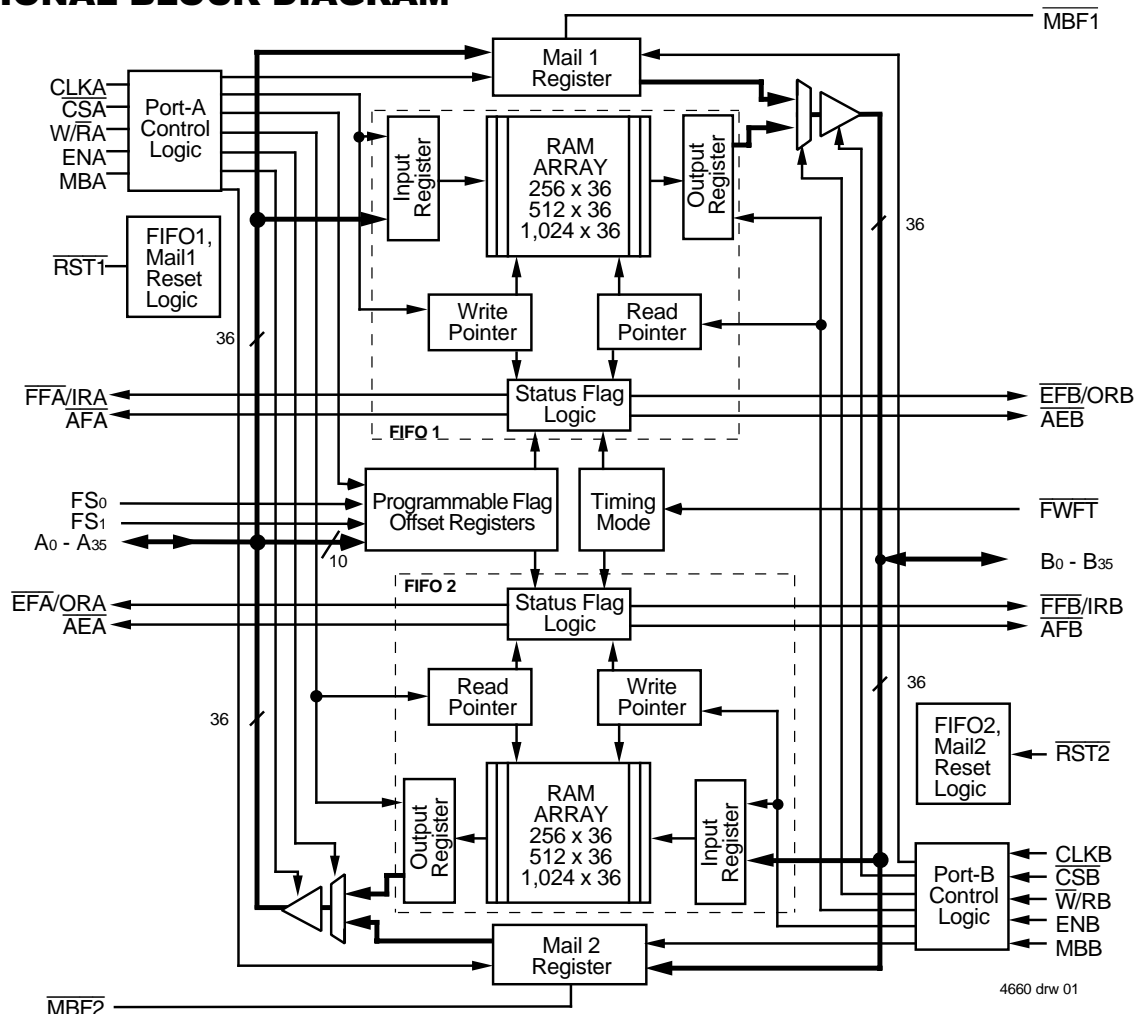 IONAL BLOCK DIAGRAM
MBF1
Mail 1
Register
CLKA
CSA
W/RA
ENA
MBA
Port-A
Control
Logic
RAM
ARRAY
256 x 36
512 x 36
1,024 x 36
Input
Register
Output
Register
36
RST1
FIFO1,
Mail1
Reset
Logic
36
Write
Pointer
Read
Pointer
FFA/IRA
AFA
Status Flag
Logic
EFB/ORB
AEB
FIFO 1
FS0
FS1
A0 - A35
Programmable Flag
Offset Registers
10
Timing
Mode
FWFT
B0 - B35
FIFO 2
EFA/ORA
AEA
Status Flag
Logic
FFB/IRB
AFB
Read
Pointer
Write
Pointer
36
36
FIFO2,
Mail2
Reset
Logic
RST2
Output
Register
RAM
ARRAY
256 x 36
512 x 36
1,024 x 36
Input
Register
Port-B
Control
Logic
CLKB
CSB
W/RB
ENB
MBB
Mail 2
Register
4660 drw 01
MBF2